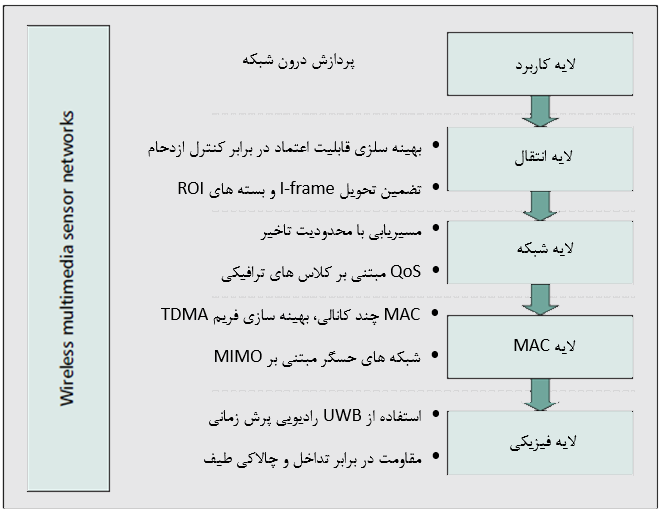 Wireless multimedia sensor networks
لایه کاربرد
پردازش درون شبکه
لایه انتقال
• بهینه سلزی قابلیت اعتماد در برابر کنترل ازدحام
• تضمین تحویل I-frame و بسته های ROI
لایه شبکه
• مسیریابی با محدودیت تاخیر
• QoS مبتنی بر کلاس های ترافیکی
لایه MAC
• MAC چند کانالی، بهینه سازی فریم TDMA
• شبکه های حسگر مبتنی بر MIMO
لایه فیزیکی
• استفاده از UWB رادیویی پرش زمانی
• مقاومت در برابر تداخل و چالاکی طیف